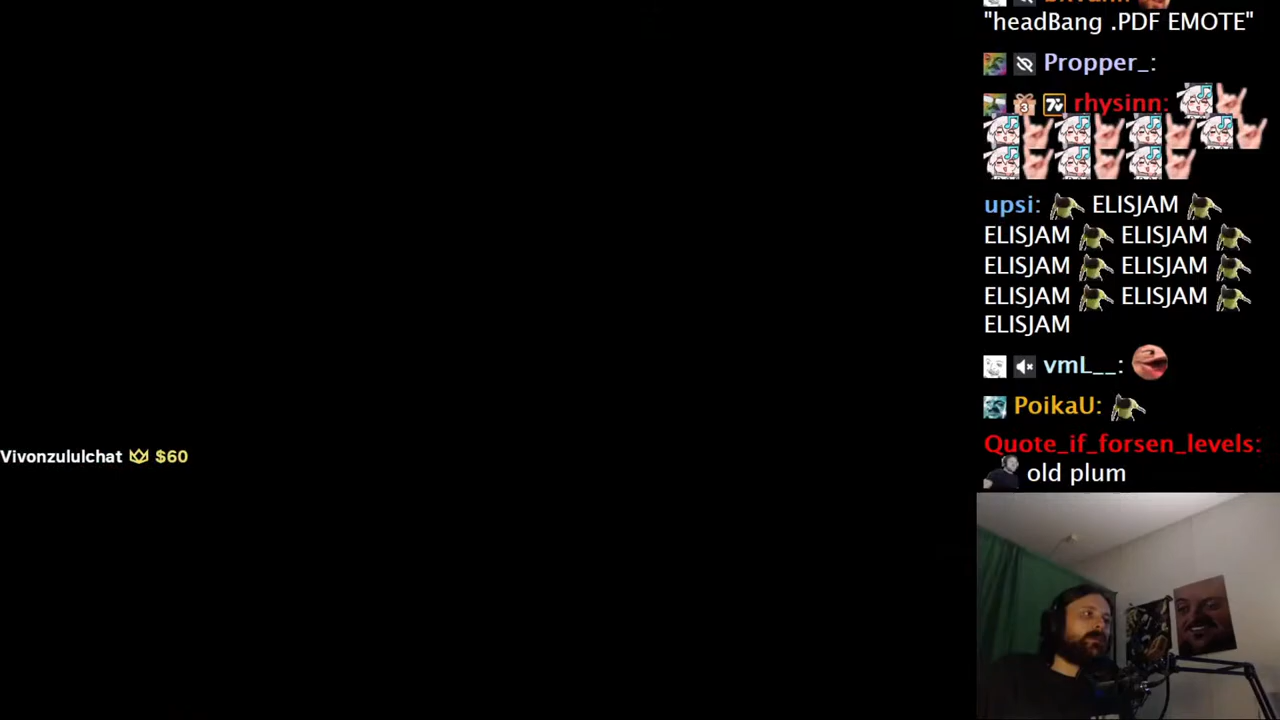 "headBang .PDF EMOTE"
Propper_:
rhysinn:
upsi: ELISJAM
ELISJAM ELISJAM
ELISJAM ELISJAM
ELISJAM ELISJAM
ELISJAM
vmL__:
PoikaU:
Quote_if_forsen_levels:
old plum
Vivonzululchat $60